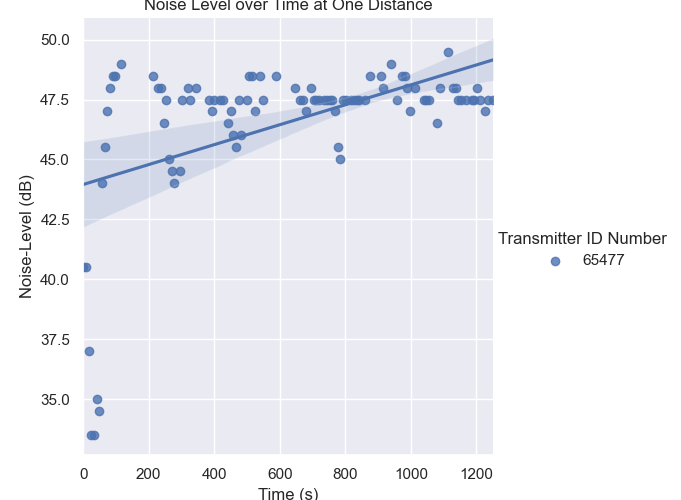 Noise Level over Time at One Distance
50.0
47.5
45.0
42.5
40.0
37.5
35.0
Noise-Level (dB)
0 200 400 600 800 1000 1200
Time (s)
Transmitter ID Number
65477